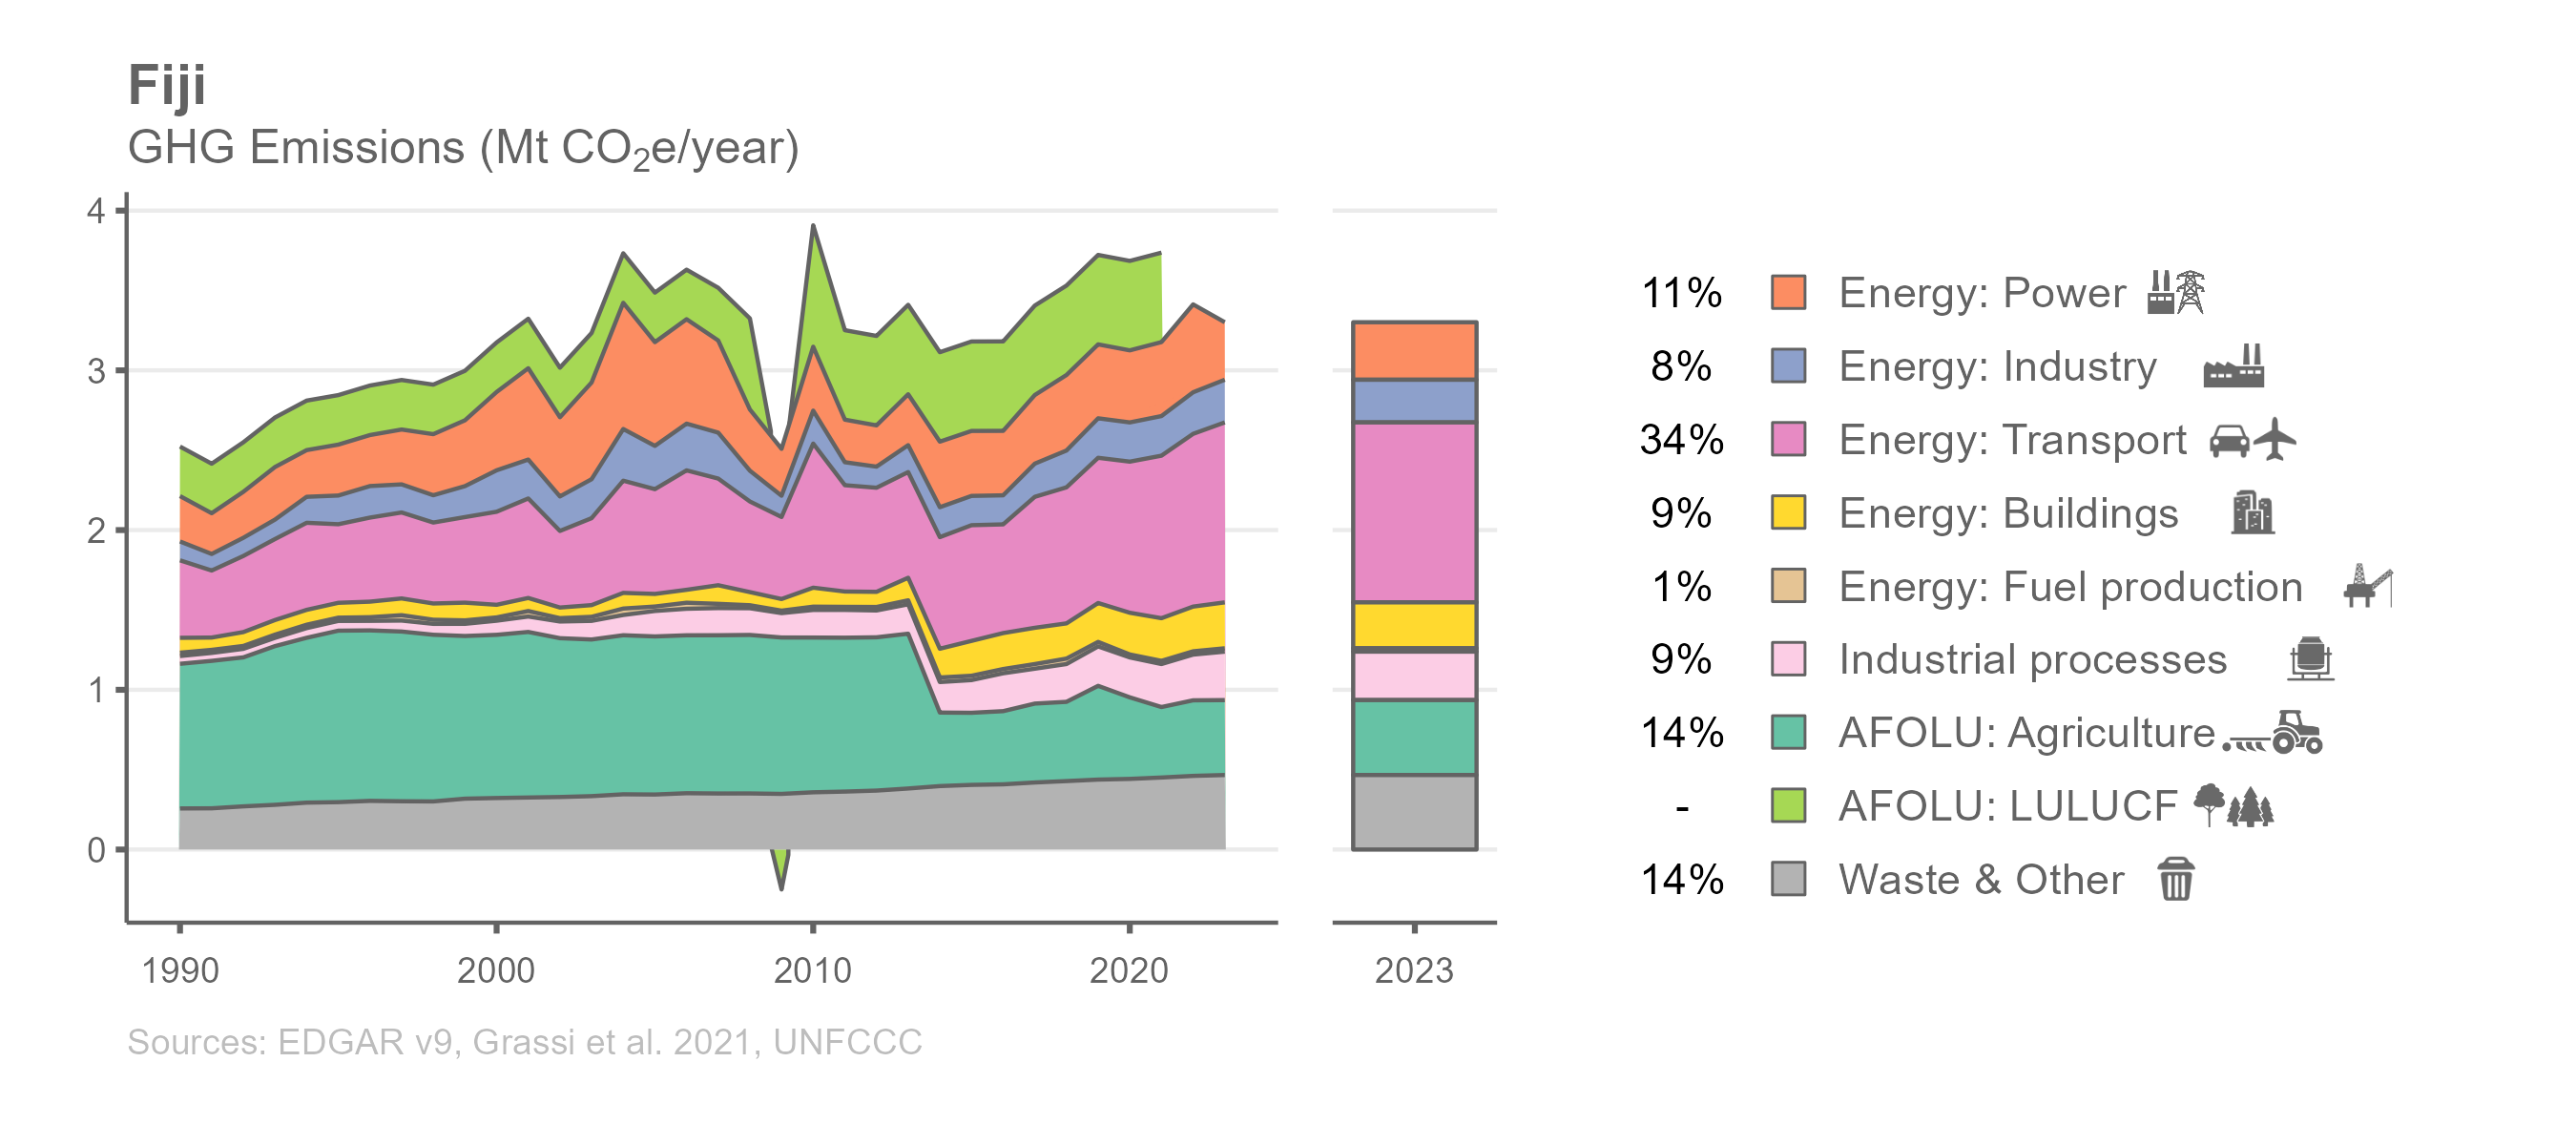 Fiji
GHG Emissions (Mt CO₂e/year)
4
3
2
1
0
1990 2000 2010 2020 2023
11% Energy: Power
8% Energy: Industry
34% Energy: Transport
9% Energy: Buildings
1% Energy: Fuel production
9% Industrial processes
14% AFOLU: Agriculture
- AFOLU: LULUCF
14% Waste & Other
Sources: EDGAR v9, Grassi et al. 2021, UNFCCC